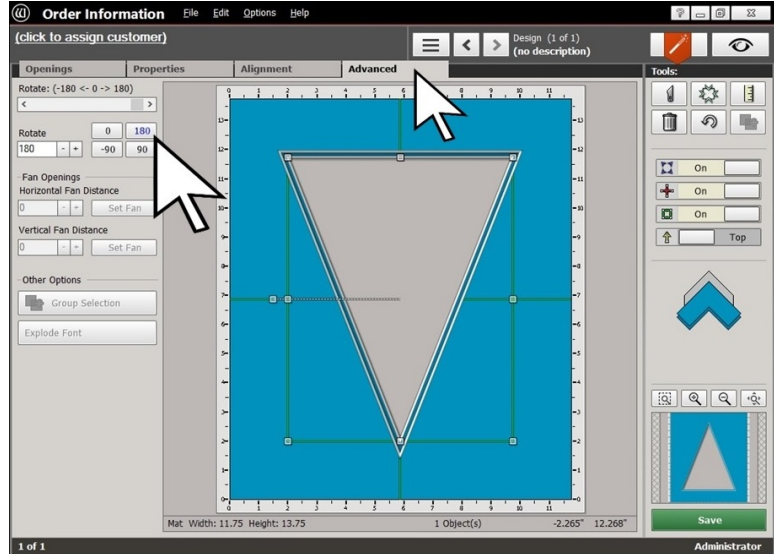 Order Information File Edit Options Help
(click to assign customer)
Design (1 of 1)
(no description)
Openings Properties Alignment Advanced
Tools:
Rotate: (-180 <- 0 -> 180)
Rotate
0 180
180 - + -90 90
Fan Openings
Horizontal Fan Distance
0 - + Set Fan
Vertical Fan Distance
0 - + Set Fan
Other Options
Group Selection
Explode Font
On
On
On
Top
Mat Width: 11.75 Height: 13.75 1 Object(s) -2.265" 12.268"
Save
1 of 1 Administrator